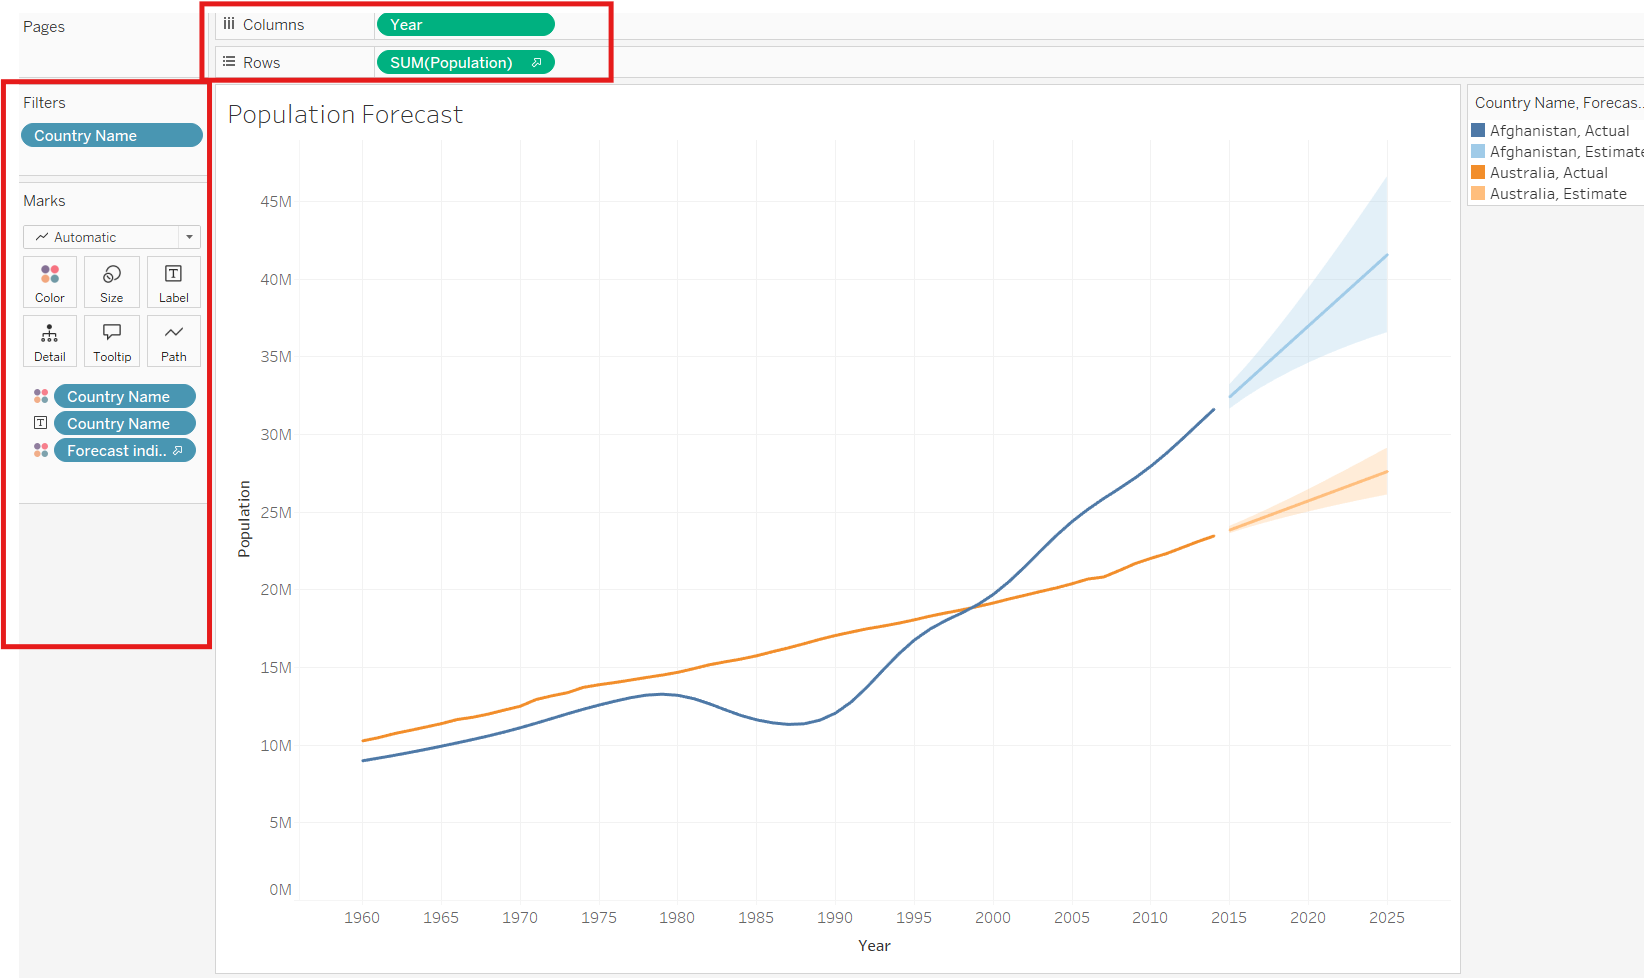 Pages
Columns
Year
Rows
SUM(Population)
Filters
Country Name
Marks
Automatic
Color
Size
Label
Detail
Tooltip
Path
Country Name
Country Name
Forecast indi..
Population Forecast
45M
40M
35M
30M
25M
20M
15M
10M
5M
0M
Population
1960 1965 1970 1975 1980 1985 1990 1995 2000 2005 2010 2015 2020 2025
Year
Country Name, Forecas..
Afghanistan, Actual
Afghanistan, Estimate
Australia, Actual
Australia, Estimate